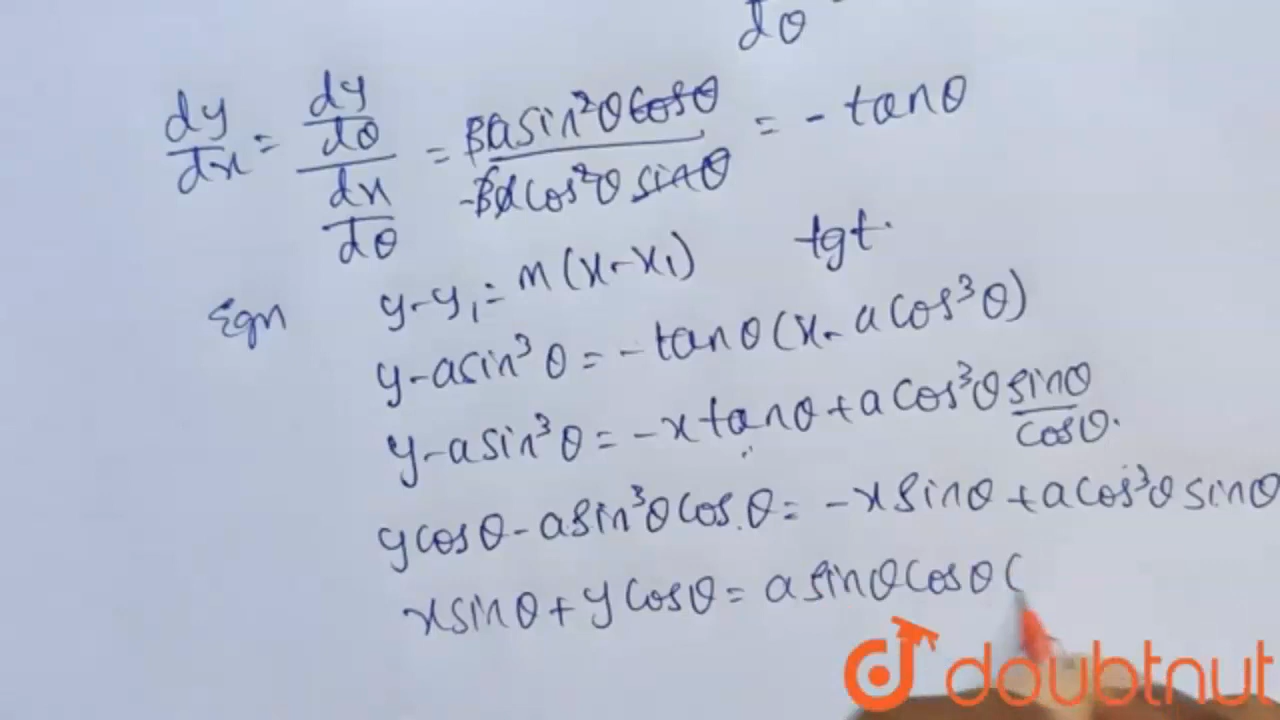 dθ
dy/dx = (dy/dθ)/(dx/dθ) = 3a sin²θ cosθ / -3a cos²θ sinθ = - tanθ
tgt.
Eqn y-y₁ = m(x-x₁)
y-a sin³θ = - tanθ (x - a cos³θ)
y-a sin³θ = -x tanθ + a cos³θ sinθ/cosθ.
y cosθ - a sin³θ cosθ = -x sinθ + a cos³θ sinθ
x sinθ + y cosθ = a sinθ cosθ (
doubtnut